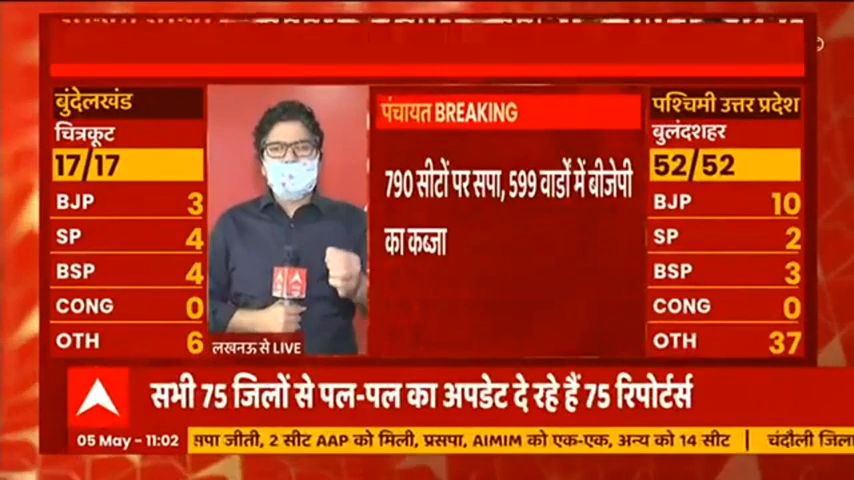 बुंदेलखंड
चित्रकूट
17/17
BJP 3
SP 4
BSP 4
CONG 0
OTH 6
लखनऊ से LIVE
पंचायत BREAKING
790 सीटों पर सपा, 599 वार्डों में बीजेपी
का कब्जा
पश्चिमी उत्तर प्रदेश
बुलंदशहर
52/52
BJP 10
SP 2
BSP 3
CONG 0
OTH 37
सभी 75 जिलों से पल-पल का अपडेट दे रहे हैं 75 रिपोर्टर्स
05 May - 11:02 सपा जीती, 2 सीट AAP को मिली, प्रसपा, AIMIM को एक-एक, अन्य को 14 सीट | चंदौली जिला